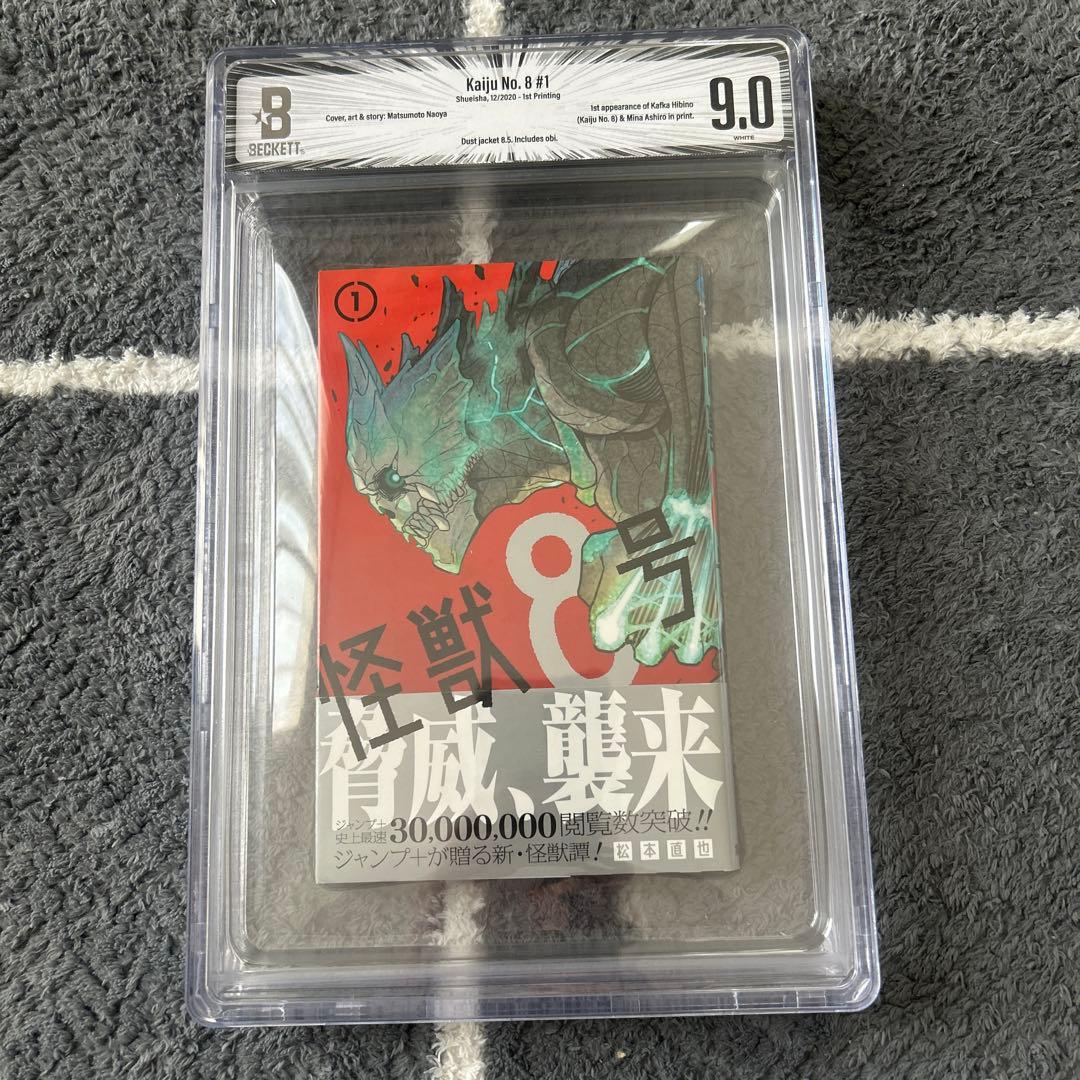 Kaiju No. 8 #1
Shueisha, 12/2020 - 1st Printing
Cover, art & story: Matsumoto Naoya
1st appearance of Kafka Hibino
(Kaiju No. 8) & Mina Ashiro in print.
Dust jacket 8.5. Includes obi.
B
BECKETT
9.0
WHITE
1
怪獣8号
脅威、襲来
ジャンプ+
史上最速30,000,000閲覧数突破!!
ジャンプ+が贈る新・怪獣譚! 松本直也